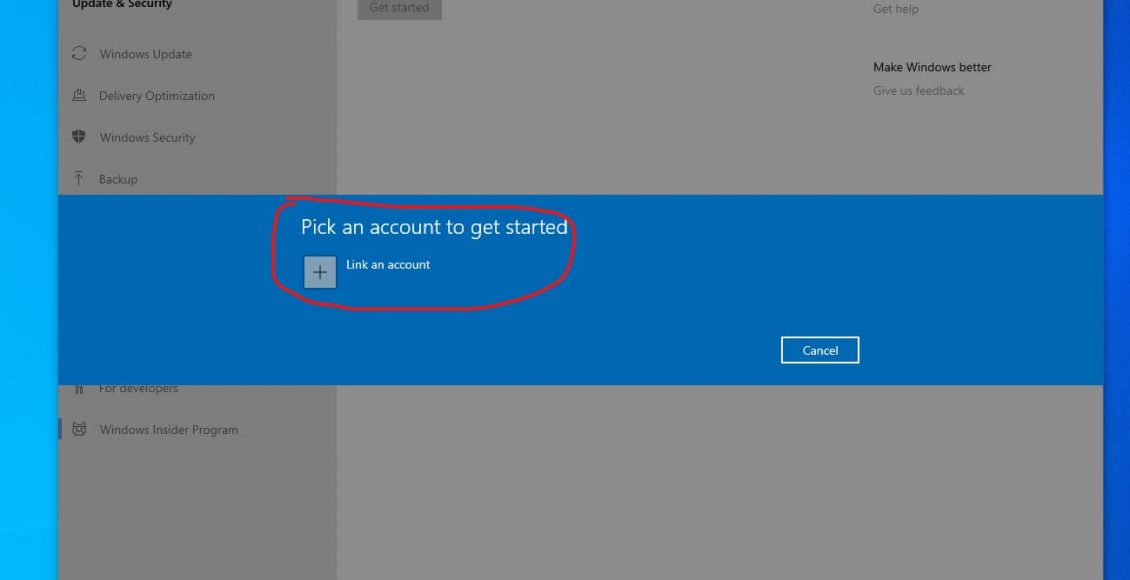 Update & Security
Get started
Get help
Windows Update
Make Windows better
Delivery Optimization
Give us feedback
Windows Security
Backup
Pick an account to get started
Link an account
Cancel
For developers
Windows Insider Program